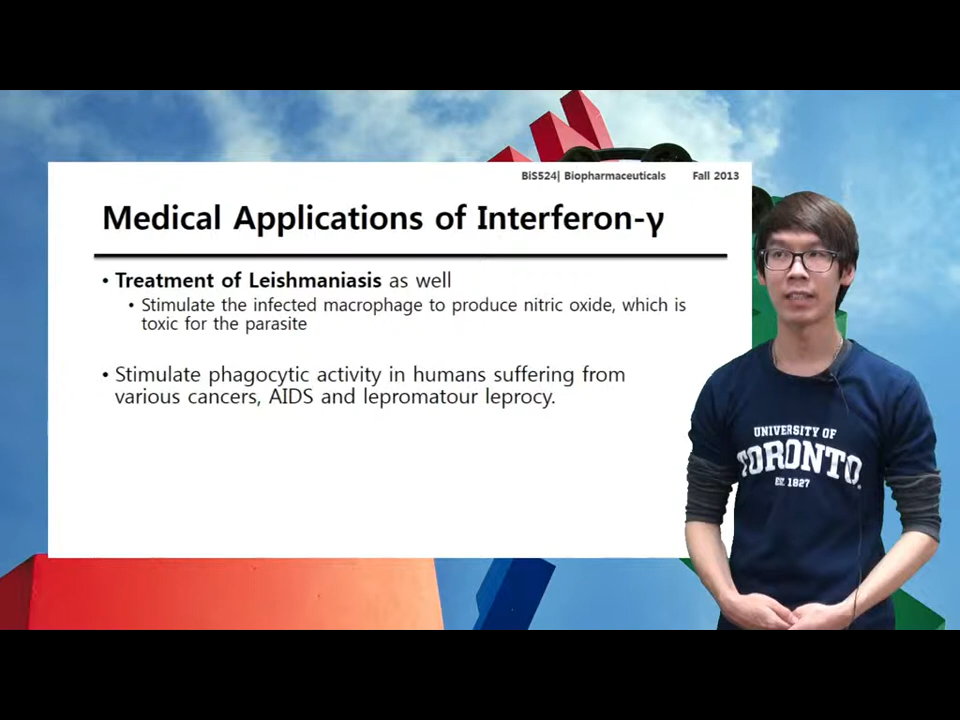 BiS524| Biopharmaceuticals Fall 2013
Medical Applications of Interferon-γ
• Treatment of Leishmaniasis as well
• Stimulate the infected macrophage to produce nitric oxide, which is
toxic for the parasite
• Stimulate phagocytic activity in humans suffering from
various cancers, AIDS and lepromatour leprocy.
UNIVERSITY OF
TORONTO
EST. 1827